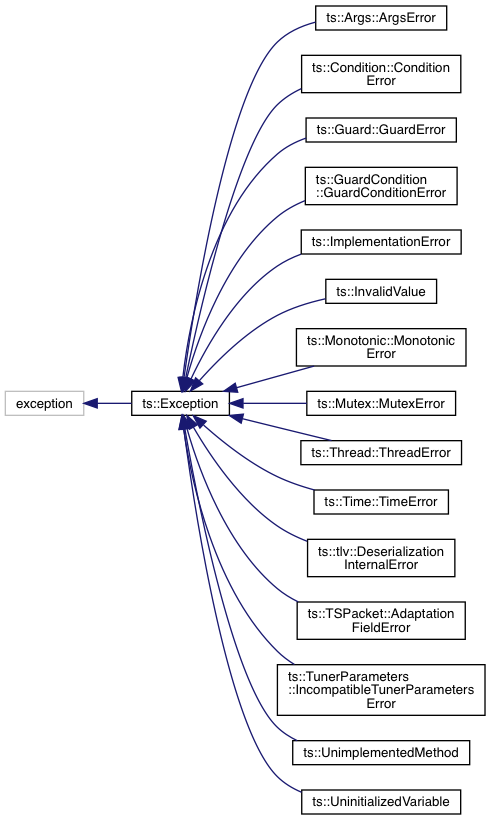 ts::Args::ArgsError
ts::Condition::Condition
Error
ts::Guard::GuardError
ts::GuardCondition
::GuardConditionError
ts::ImplementationError
ts::InvalidValue
ts::Monotonic::Monotonic
Error
exception
ts::Exception
ts::Mutex::MutexError
ts::Thread::ThreadError
ts::Time::TimeError
ts::tlv::Deserialization
InternalError
ts::TSPacket::Adaptation
FieldError
ts::TunerParameters
::IncompatibleTunerParameters
Error
ts::UnimplementedMethod
ts::UninitializedVariable